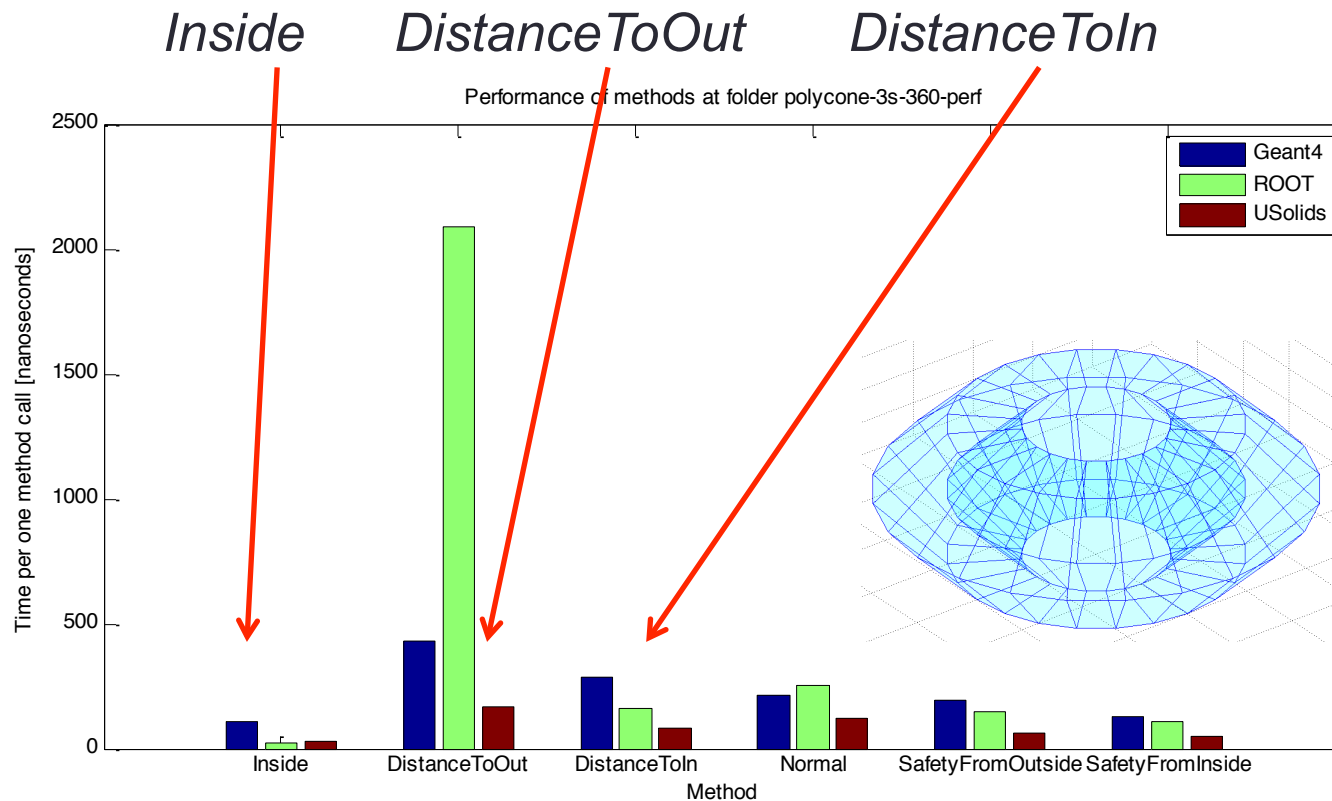 Inside DistanceToOut DistanceToIn
Performance of methods at folder polycone-3s-360-perf
2500
2000
1500
1000
500
0
Time per one method call [nanoseconds]
Geant4
ROOT
USolids
Inside DistanceToOut DistanceToIn Normal SafetyFromOutside SafetyFromInside
Method